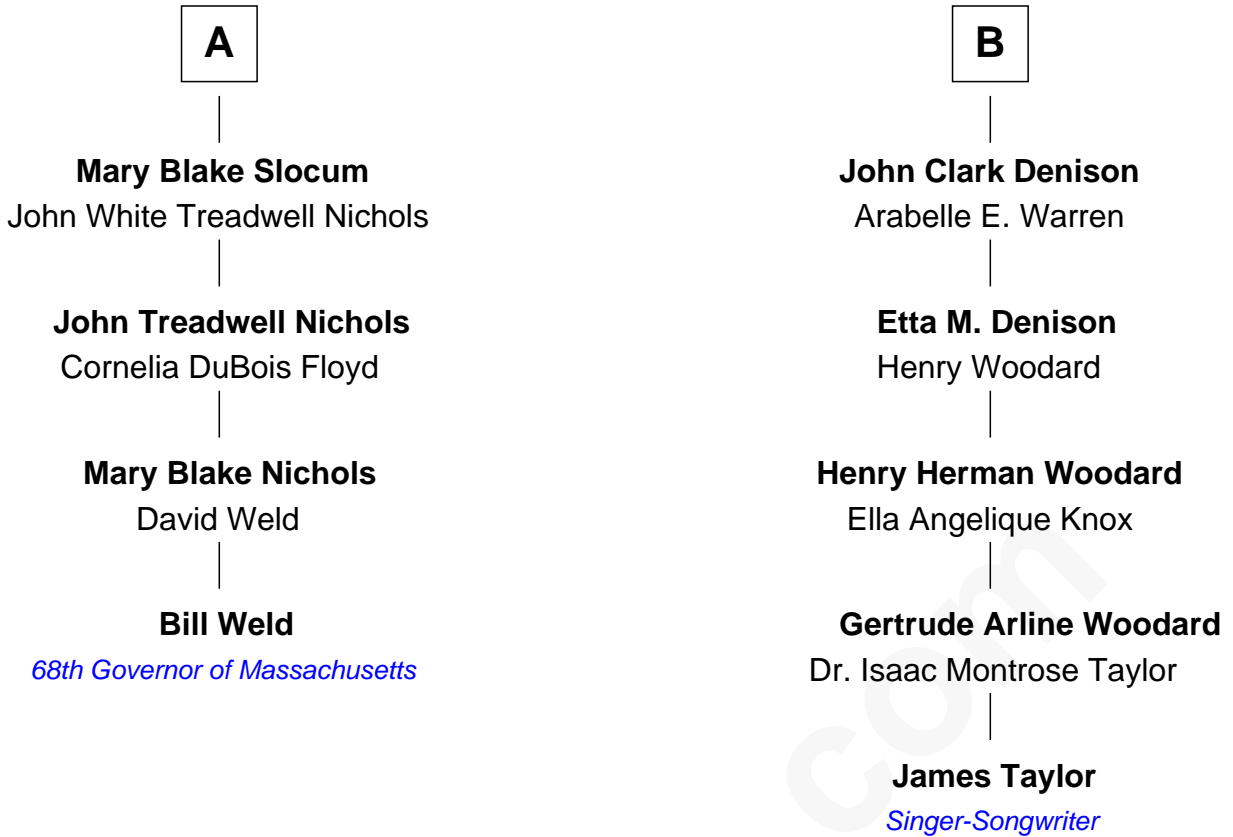 A
Mary Blake Slocum
John White Treadwell Nichols
John Treadwell Nichols
Cornelia DuBois Floyd
Mary Blake Nichols
David Weld
Bill Weld
68th Governor of Massachusetts
B
John Clark Denison
Arabelle E. Warren
Etta M. Denison
Henry Woodard
Henry Herman Woodard
Ella Angelique Knox
Gertrude Arline Woodard
Dr. Isaac Montrose Taylor
James Taylor
Singer-Songwriter
com